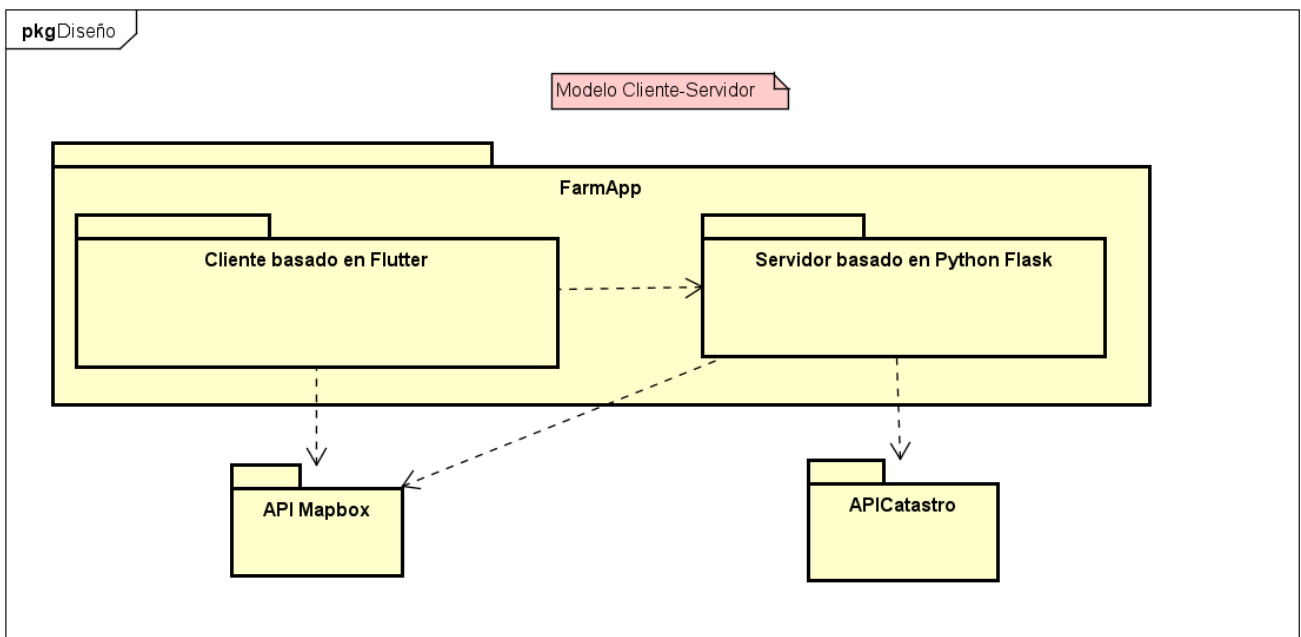 pkgDiseño
Modelo Cliente-Servidor
FarmApp
Cliente basado en Flutter
Servidor basado en Python Flask
API Mapbox
APICatastro